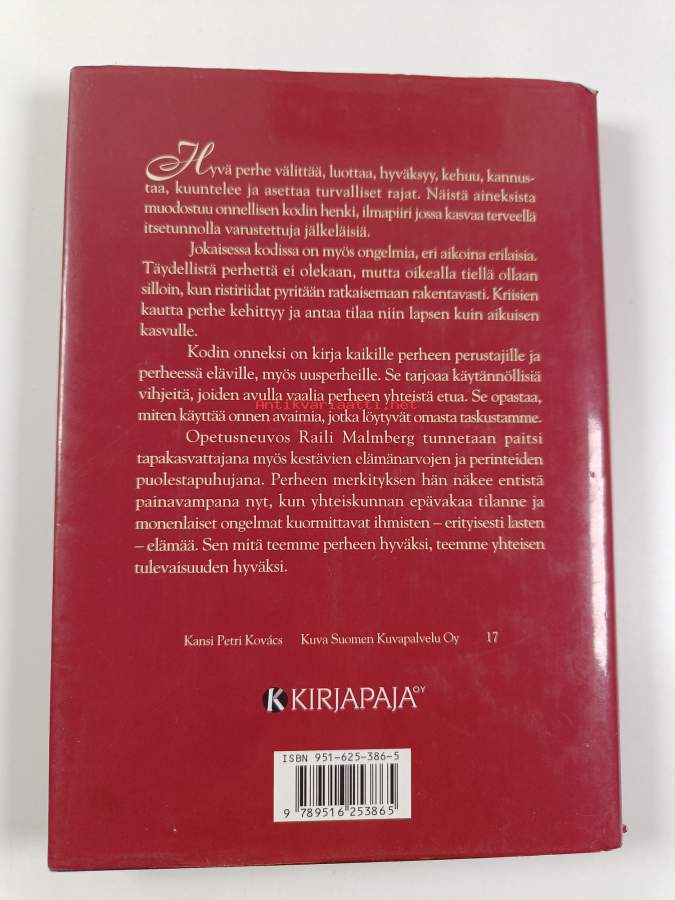 Hyvä perhe välittää, luottaa, hyväksyy, kehuu, kannus-
taa, kuuntelee ja asettaa turvalliset rajat. Näistä aineksista
muodostuu onnellisen kodin henki, ilmapiiri jossa kasvaa terveellä
itsetunnolla varustettuja jälkeläisiä.
Jokaisessa kodissa on myös ongelmia, eri aikoina erilaisia.
Täydellistä perhettä ei olekaan, mutta oikealla tiellä ollaan
silloin, kun ristiriidat pyritään ratkaisemaan rakentavasti. Kriisien
kautta perhe kehittyy ja antaa tilaa niin lapsen kuin aikuisen
kasvulle.
Kodin onneksi on kirja kaikille perheen perustajille ja
perheessä eläville, myös uusperheille. Se tarjoaa käytännöllisiä
vihjeitä, joiden avulla vaalia perheen yhteistä etua. Se opastaa,
antikvariaatti.net
miten käyttää onnen avaimia, jotka löytyvät omasta taskustamme.
Opetusneuvos Raili Malmberg tunnetaan paitsi
tapakasvattajana myös kestävien elämänarvojen ja perinteiden
puolestapuhujana. Perheen merkityksen hän näkee entistä
painavampana nyt, kun yhteiskunnan epävakaa tilanne ja
monenlaiset ongelmat kuormittavat ihmisten – erityisesti lasten
– elämää. Sen mitä teemme perheen hyväksi, teemme yhteisen
tulevaisuuden hyväksi.
Kansi Petri Kovács Kuva Suomen Kuvapalvelu Oy 17
K KIRJAPAJA OY
ISBN 951-625-386-5
9 789516 253865